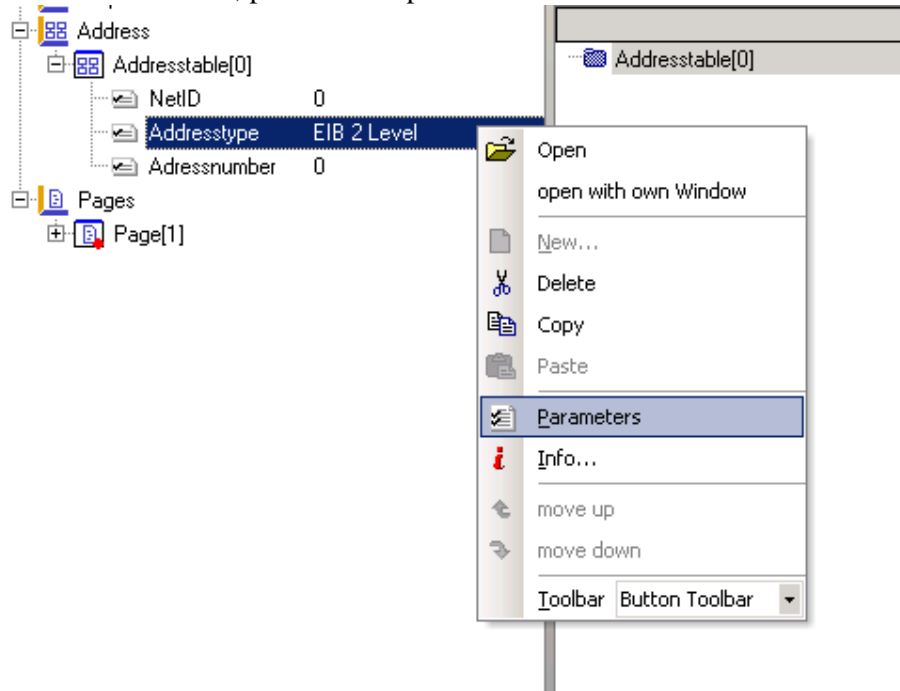 Address
Addresstable[0]
NetID 0
Addresstype EIB 2 Level
Adressnumber 0
Pages
Page[1]
Addresstable[0]
Open
open with own Window
New...
Delete
Copy
Paste
Parameters
Info...
move up
move down
Toolbar Button Toolbar